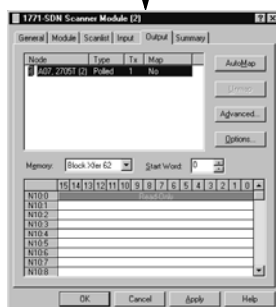 1771-SDN Scanner Module (2)
General Module Scanlist Input Output Summary
Node Type Tx Map
A07, 2705T (2) Polled 1 No
AutoMap
Unmap
Advanced...
Options...
Memory: Block Xfer 62 Start Word: 0
15 14 13 12 11 10 9 8 7 6 5 4 3 2 1 0
N10:0 Read Only
N10:1
N10:2
N10:3
N10:4
N10:5
N10:6
N10:7
N10:8
OK Cancel Apply Help